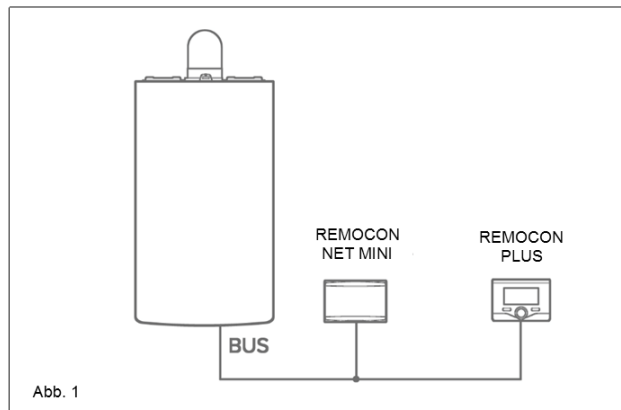 REMOCON
NET MINI
REMOCON
PLUS
BUS
Abb. 1